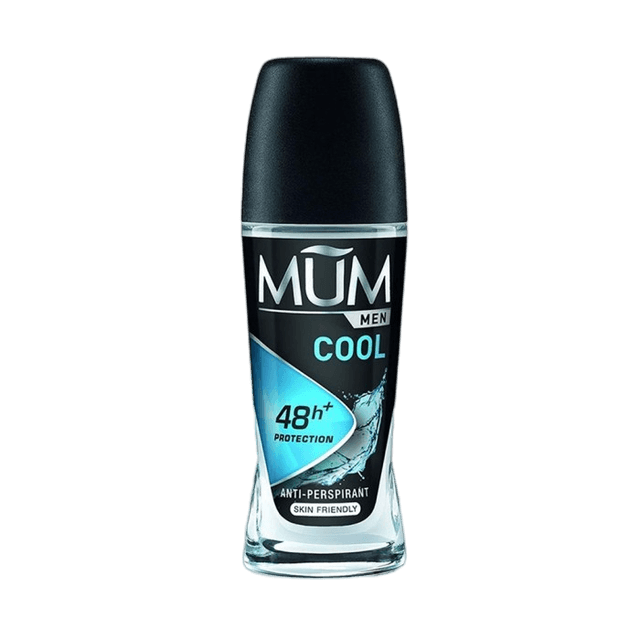 MUM
MEN
COOL
48h+
PROTECTION
ANTI-PERSPIRANT
SKIN FRIENDLY